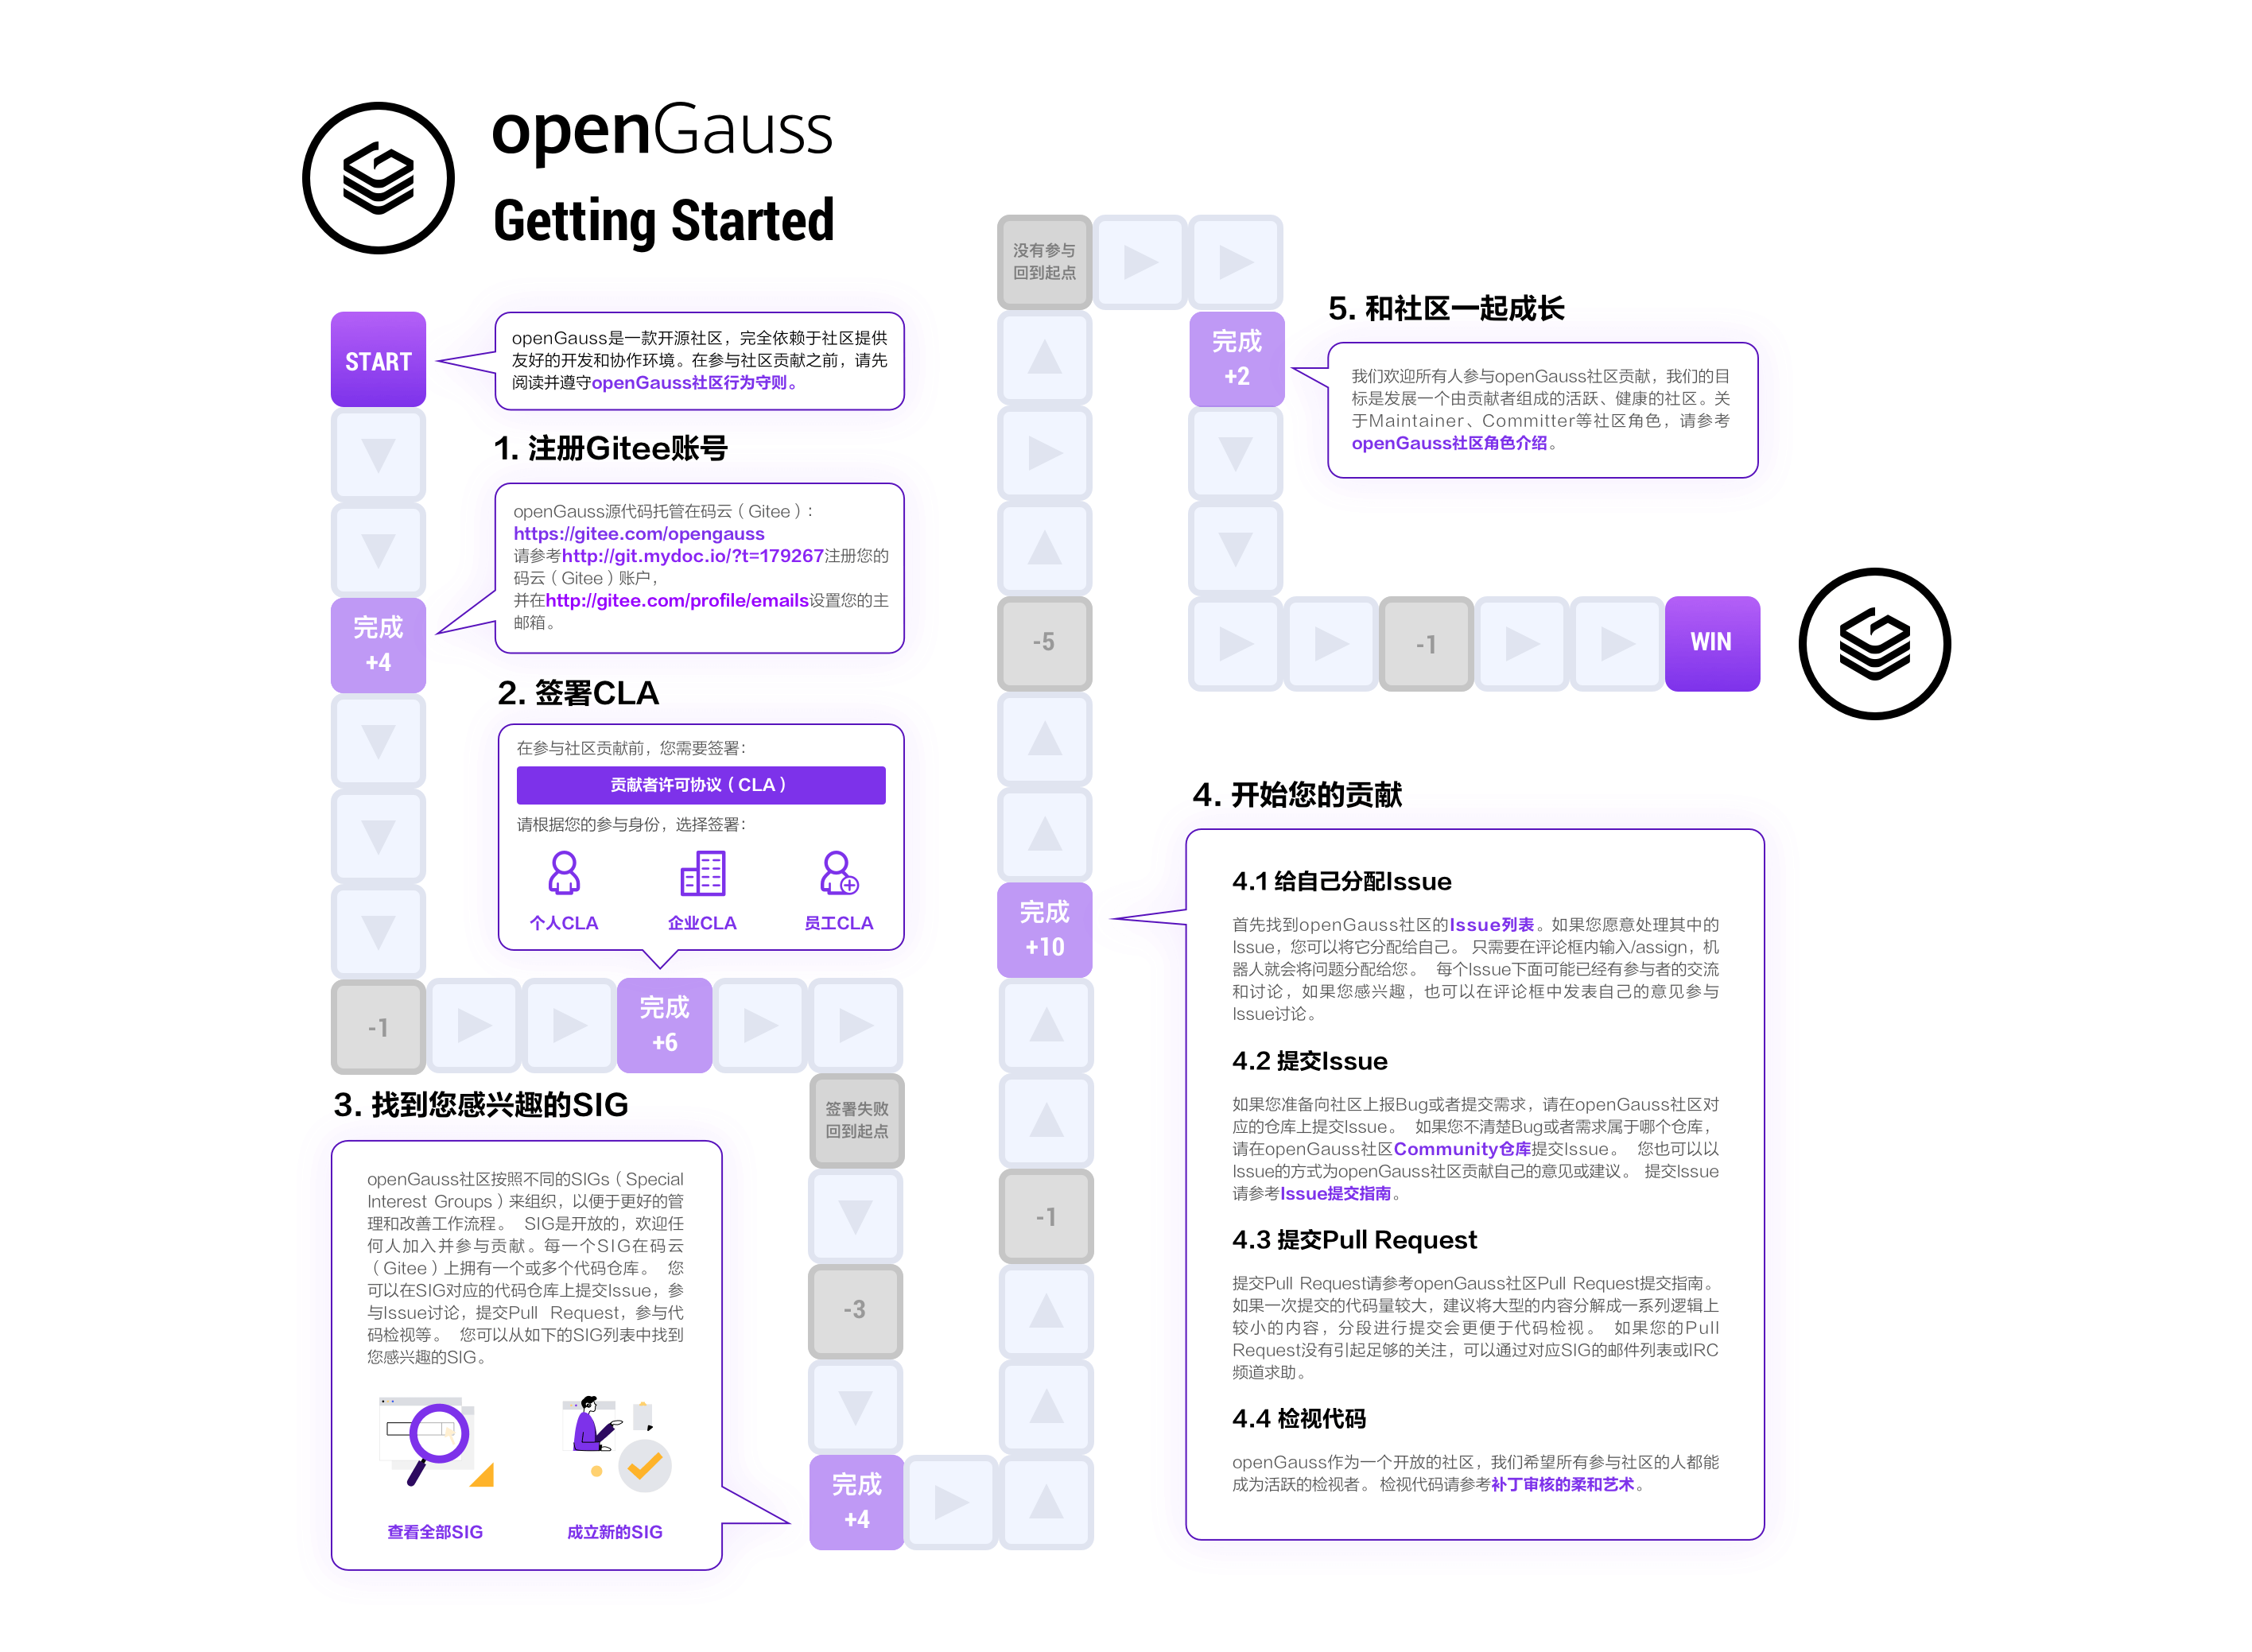 openGauss
Getting Started
START
openGauss是一款开源社区，完全依赖于社区提供
友好的开发和协作环境。在参与社区贡献之前，请先
阅读并遵守openGauss社区行为守则。
1. 注册Gitee账号
openGauss源代码托管在码云（Gitee）：
https://gitee.com/opengauss
请参考http://git.mydoc.io/?t=179267注册您的
码云（Gitee）账户，
并在http://gitee.com/profile/emails设置您的主
邮箱。
完成
+4
2. 签署CLA
在参与社区贡献前，您需要签署：
贡献者许可协议（CLA）
请根据您的参与身份，选择签署：
个人CLA
企业CLA
员工CLA
-1
完成
+6
签署失败
回到起点
-3
3. 找到您感兴趣的SIG
openGauss社区按照不同的SIGs（Special
Interest Groups）来组织，以便于更好的管
理和改善工作流程。 SIG是开放的，欢迎任
何人加入并参与贡献。每一个SIG在码云
（Gitee）上拥有一个或多个代码仓库。 您
可以在SIG对应的代码仓库上提交Issue，参
与Issue讨论，提交Pull Request，参与代
码检视等。 您可以从如下的SIG列表中找到
您感兴趣的SIG。
查看全部SIG
成立新的SIG
完成
+4
-1
完成
+10
-5
没有参与
回到起点
4. 开始您的贡献
4.1 给自己分配Issue
首先找到openGauss社区的Issue列表。如果您愿意处理其中的
Issue，您可以将它分配给自己。 只需要在评论框内输入/assign，机
器人就会将问题分配给您。 每个Issue下面可能已经有参与者的交流
和讨论，如果您感兴趣，也可以在评论框中发表自己的意见参与
Issue讨论。
4.2 提交Issue
如果您准备向社区上报Bug或者提交需求，请在openGauss社区对
应的仓库上提交Issue。 如果您不清楚Bug或者需求属于哪个仓库，
请在openGauss社区Community仓库提交Issue。 您也可以以
Issue的方式为openGauss社区贡献自己的意见或建议。 提交Issue
请参考Issue提交指南。
4.3 提交Pull Request
提交Pull Request请参考openGauss社区Pull Request提交指南。
如果一次提交的代码量较大，建议将大型的内容分解成一系列逻辑上
较小的内容，分段进行提交会更便于代码检视。 如果您的Pull
Request没有引起足够的关注，可以通过对应SIG的邮件列表或IRC
频道求助。
4.4 检视代码
openGauss作为一个开放的社区，我们希望所有参与社区的人都能
成为活跃的检视者。 检视代码请参考补丁审核的柔和艺术。
5. 和社区一起成长
完成
+2
我们欢迎所有人参与openGauss社区贡献，我们的目
标是发展一个由贡献者组成的活跃、健康的社区。关
于Maintainer、Committer等社区角色，请参考
openGauss社区角色介绍。
-1
WIN